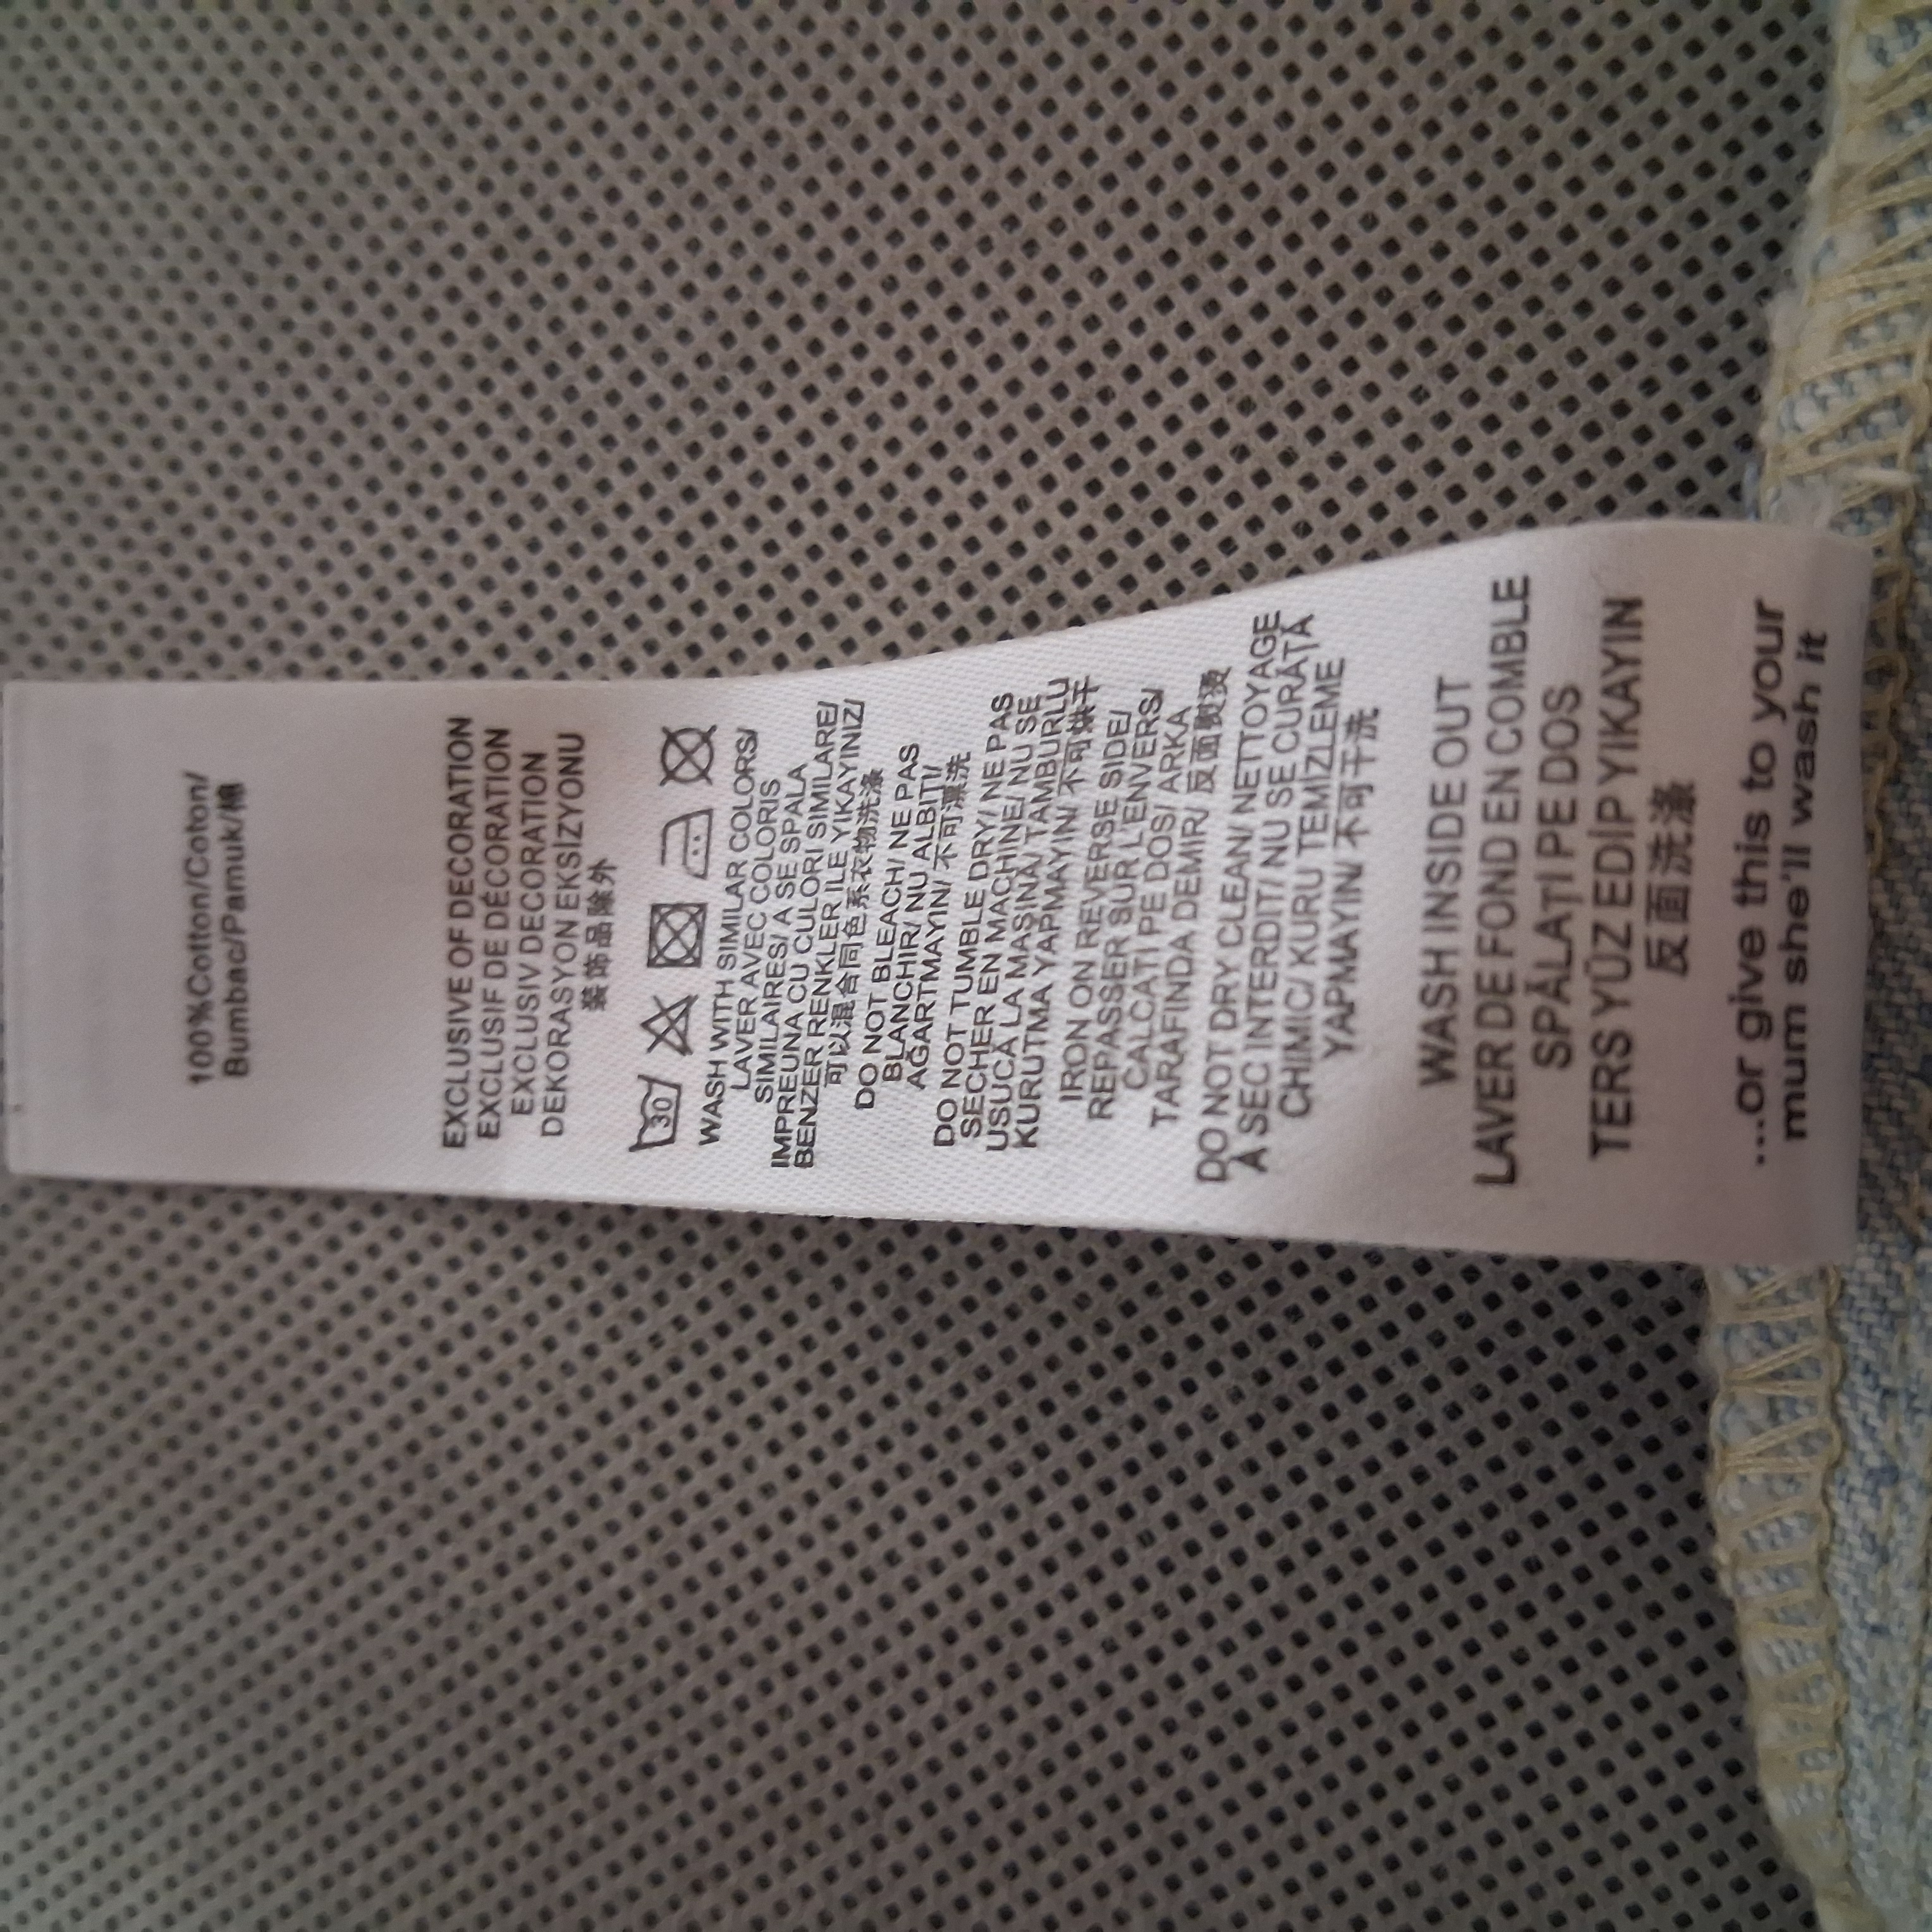 100%Cotton/Coton/
Bumbac/Pamuk/棉
EXCLUSIVE OF DECORATION
EXCLUSIF DE DÉCORATION
EXCLUSIV DECORATION
DEKORASYON EKSİZYONU
装饰品除外
30
WASH WITH SIMILAR COLORS/
LAVER AVEC COLORIS
SIMILAIRES/ A SE SPALA
IMPREUNA CU CULORI SIMILARE/
BENZER RENKLER ILE YIKAYINIZ/
可以混合同色系衣物洗涤
DO NOT BLEACH/ NE PAS
BLANCHIR/ NU ALBITI/
AĞARTMAYIN/ 不可漂洗
DO NOT TUMBLE DRY/ NE PAS
SECHER EN MACHINE/ NU SE
USUCĂ LA MAȘINA/ TAMBURLU
KURUTMA YAPMAYIN/ 不可烘干
IRON ON REVERSE SIDE/
REPASSER SUR L'ENVERS/
CALCATI PE DOS/ ARKA
TARAFINDA DEMIR/ 反面熨烫
DO NOT DRY CLEAN/ NETTOYAGE
À SEC INTERDIT/ NU SE CURĂȚĂ
CHIMIC/ KURU TEMİZLEME
YAPMAYIN/ 不可干洗
WASH INSIDE OUT
LAVER DE FOND EN COMBLE
SPĂLAȚI PE DOS
TERS YÜZ EDİP YIKAYIN
反面洗涤
...or give this to your
mum she'll wash it